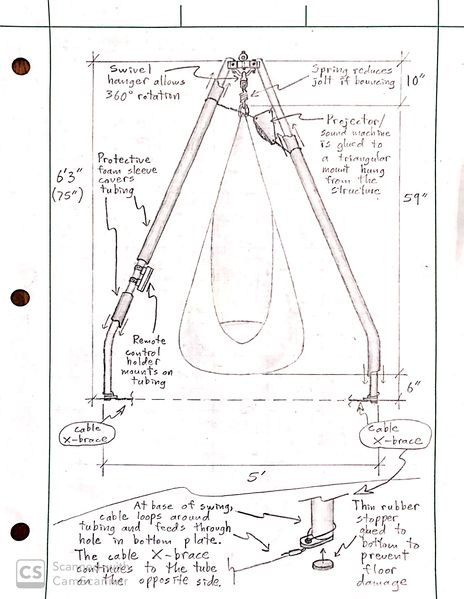 Swivel
hanger allows
360° rotation
Spring reduces
jolt if bouncing
10"
Projector/
sound machine
is glued to
a triangular
mount hung
from the
structure
6'3"
(75")
Protective
foam sleeve
covers
tubing
59"
Remote
control
holder
mounts on
tubing
6"
cable
X-brace
cable
X-brace
5'
At base of swing,
cable loops around
tubing and feeds through
hole in bottom plate.
The cable X-brace
continues to the tube
on the opposite side.
Thin rubber
stopper
glued to
bottom to
prevent
floor
damage
CS
Scanned with
CamScanner